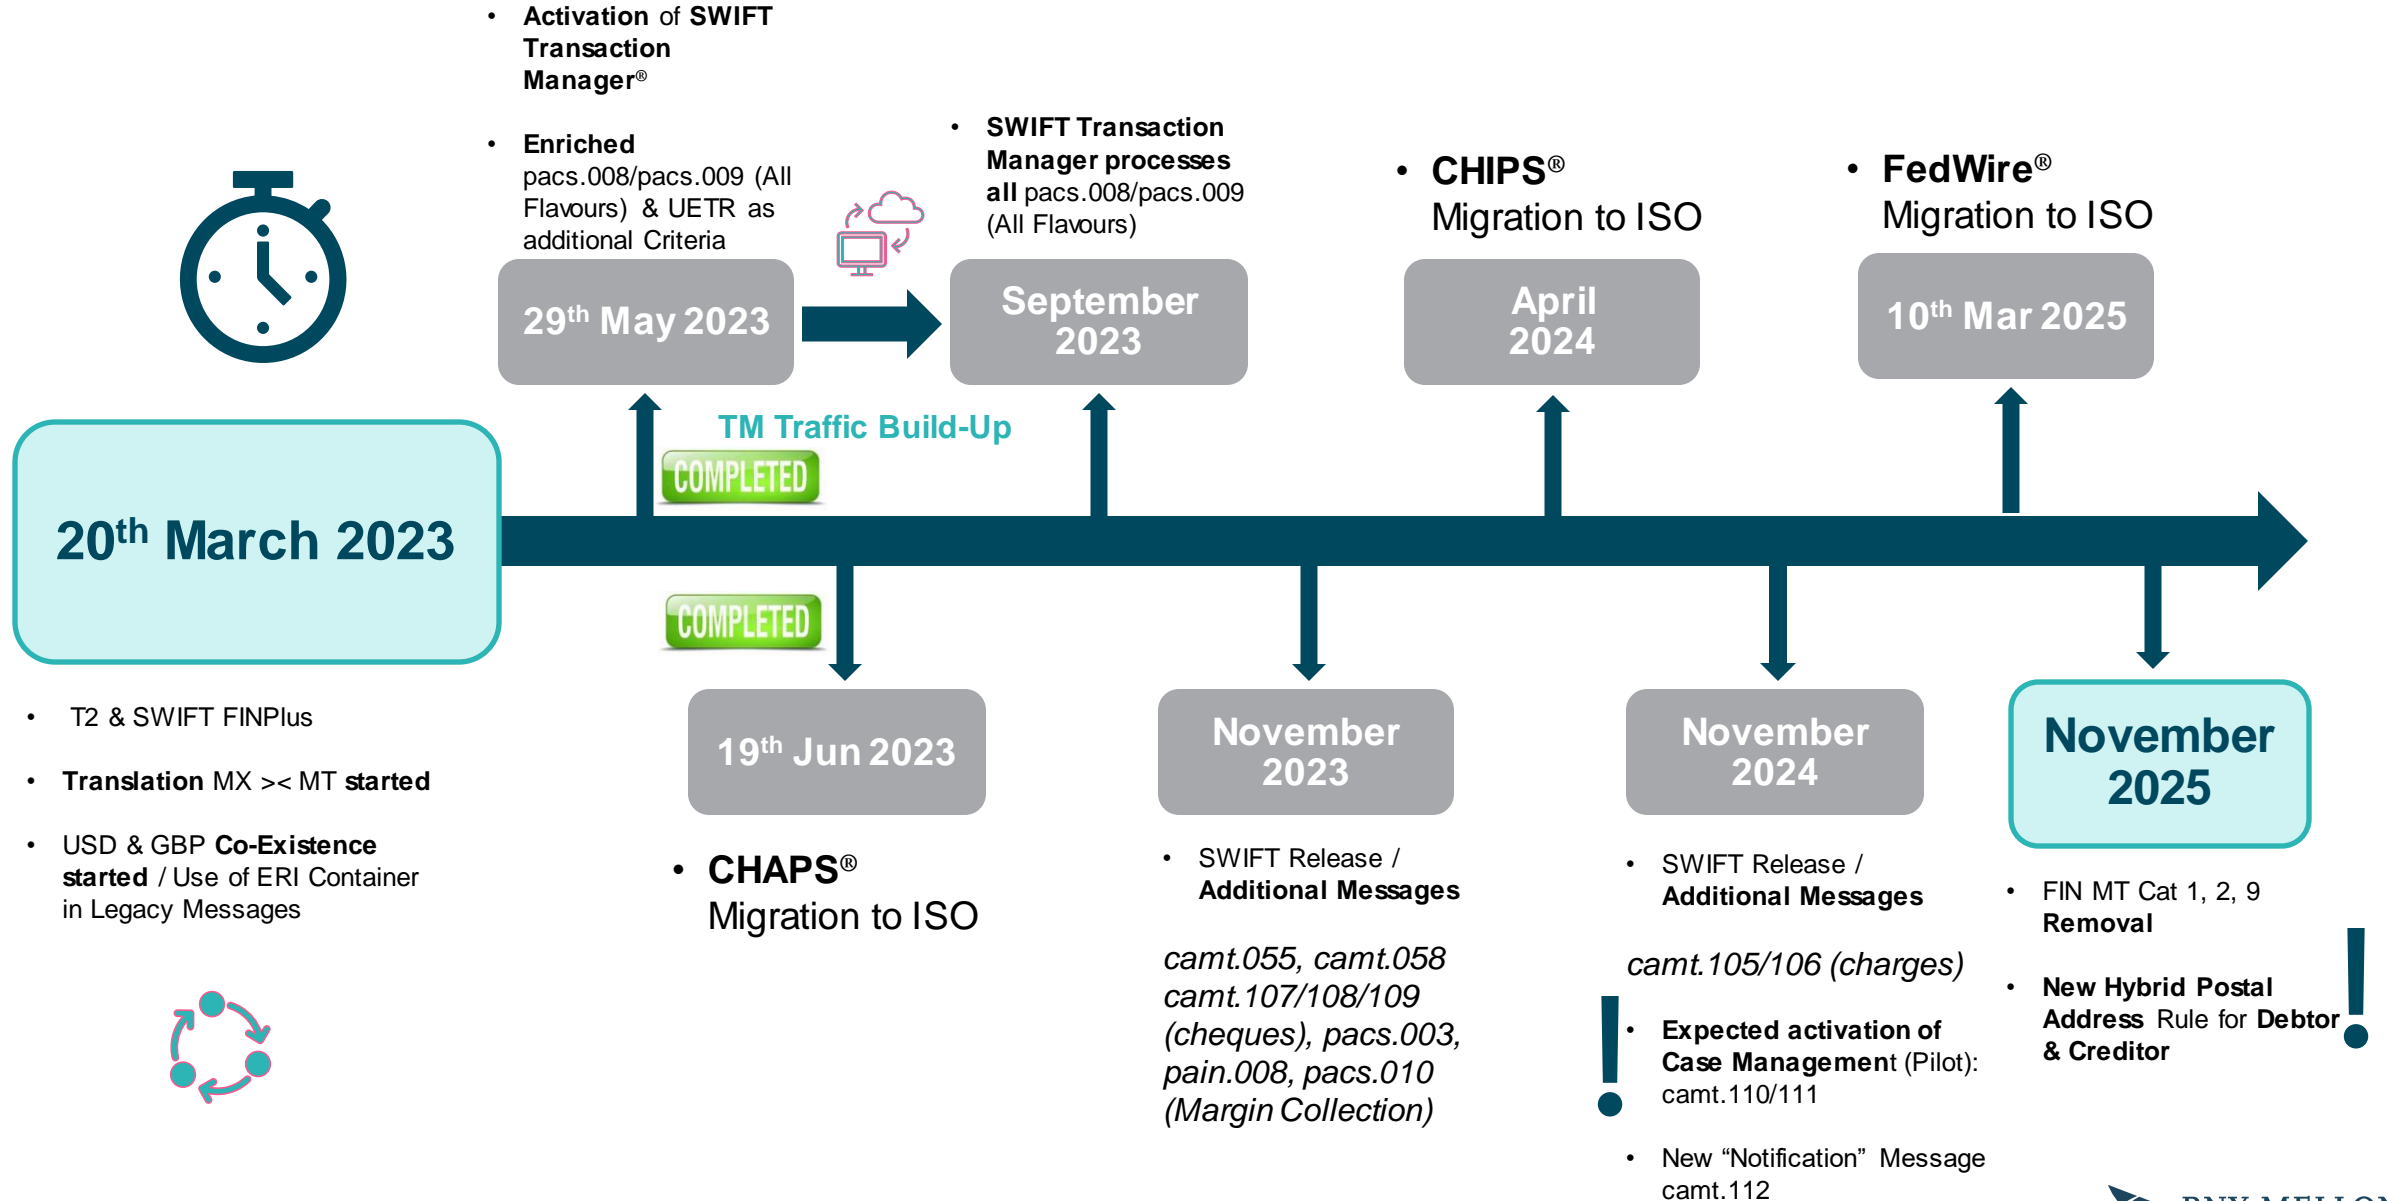 • Activation of SWIFT
Transaction
Manager®
• Enriched
pacs.008/pacs.009 (All
Flavours) & UETR as
additional Criteria
• SWIFT Transaction
Manager processes
all pacs.008/pacs.009
(All Flavours)
• CHIPS®
Migration to ISO
• FedWire®
Migration to ISO
29th May 2023
September
2023
April
2024
10th Mar 2025
TM Traffic Build-Up
COMPLETED
20th March 2023
COMPLETED
• T2 & SWIFT FINPlus
• Translation MX >< MT started
• USD & GBP Co-Existence
started / Use of ERI Container
in Legacy Messages
19th Jun 2023
• CHAPS®
Migration to ISO
November
2023
• SWIFT Release /
Additional Messages
camt.055, camt.058
camt.107/108/109
(cheques), pacs.003,
pain.008, pacs.010
(Margin Collection)
November
2024
• SWIFT Release /
Additional Messages
camt.105/106 (charges)
!
• Expected activation of
Case Management (Pilot):
camt.110/111
• New “Notification” Message
camt.112
November
2025
• FIN MT Cat 1, 2, 9
Removal
• New Hybrid Postal
Address Rule for Debtor
& Creditor
!
BNY MELLON